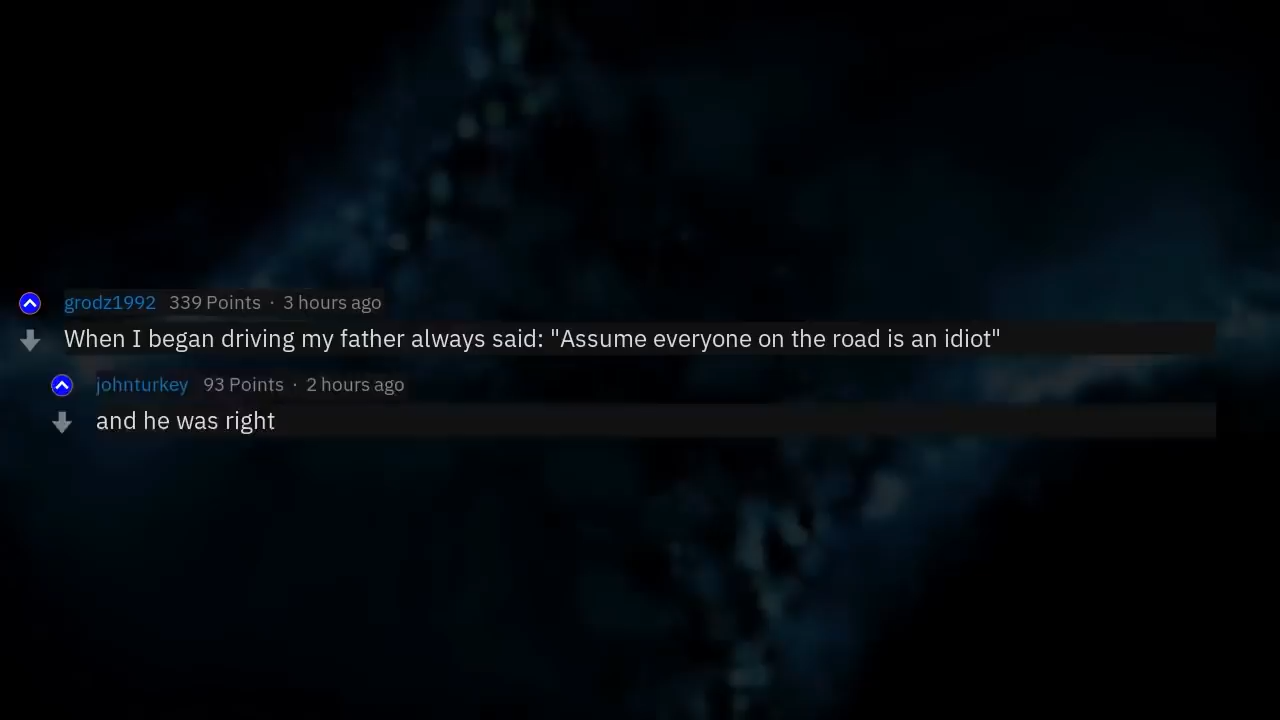 grodz1992 339 Points · 3 hours ago
When I began driving my father always said: "Assume everyone on the road is an idiot"
johnturkey 93 Points · 2 hours ago
and he was right